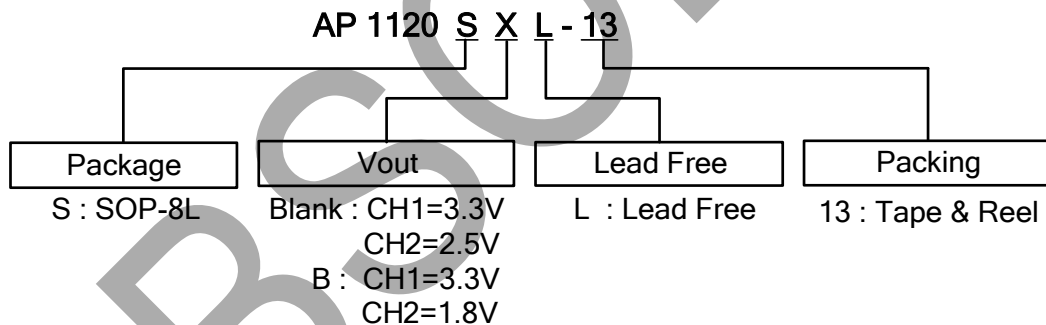 AP 1120 S X L - 13
Package
Vout
Lead Free
Packing
S : SOP-8L
Blank : CH1=3.3V
CH2=2.5V
B : CH1=3.3V
CH2=1.8V
L : Lead Free
13 : Tape & Reel